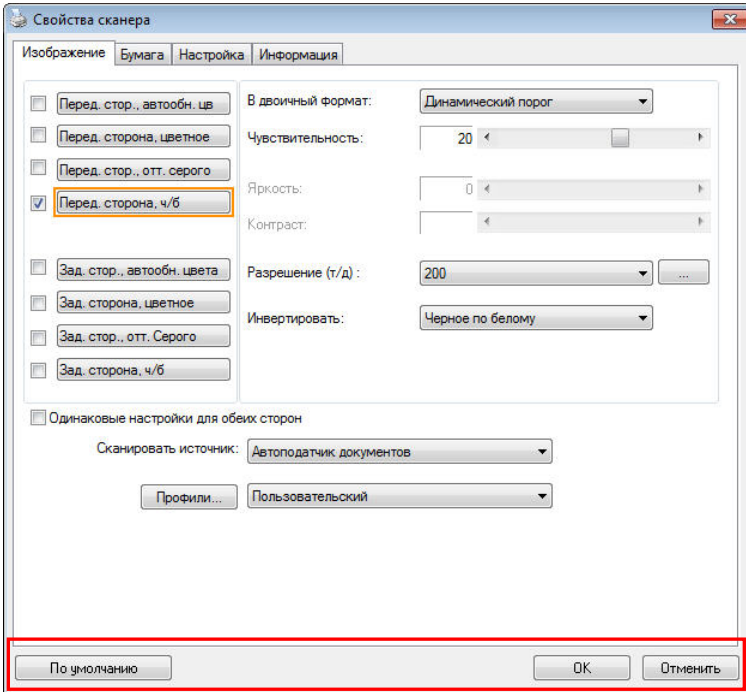 Свойства сканера
Изображение Бумага Настройка Информация
Перед. стор., автообн. цв
Перед. сторона, цветное
Перед. стор., отт. серого
Перед. сторона, ч/б
Зад. стор., автообн. цвета
Зад. сторона, цветное
Зад. стор., отт. Серого
Зад. сторона, ч/б
В двоичный формат: Динамический порог
Чувствительность: 20
Яркость: 0
Контраст:
Разрешение (т/д) : 200 ...
Инвертировать: Черное по белому
Одинаковые настройки для обеих сторон
Сканировать источник: Автоподатчик документов
Профили... Пользовательский
По умолчанию OK Отменить